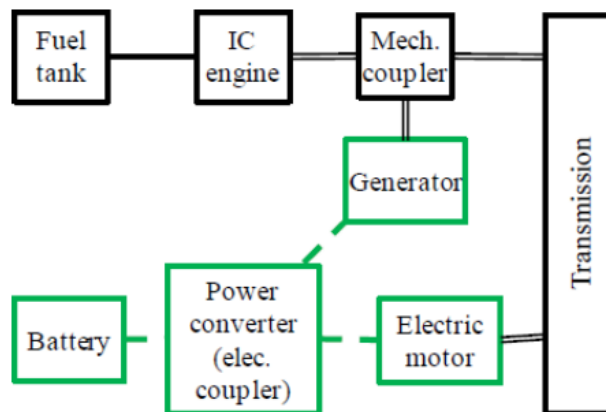 Fuel
tank
IC
engine
Mech.
coupler
Generator
Transmission
Battery
Power
converter
(elec.
coupler)
Electric
motor